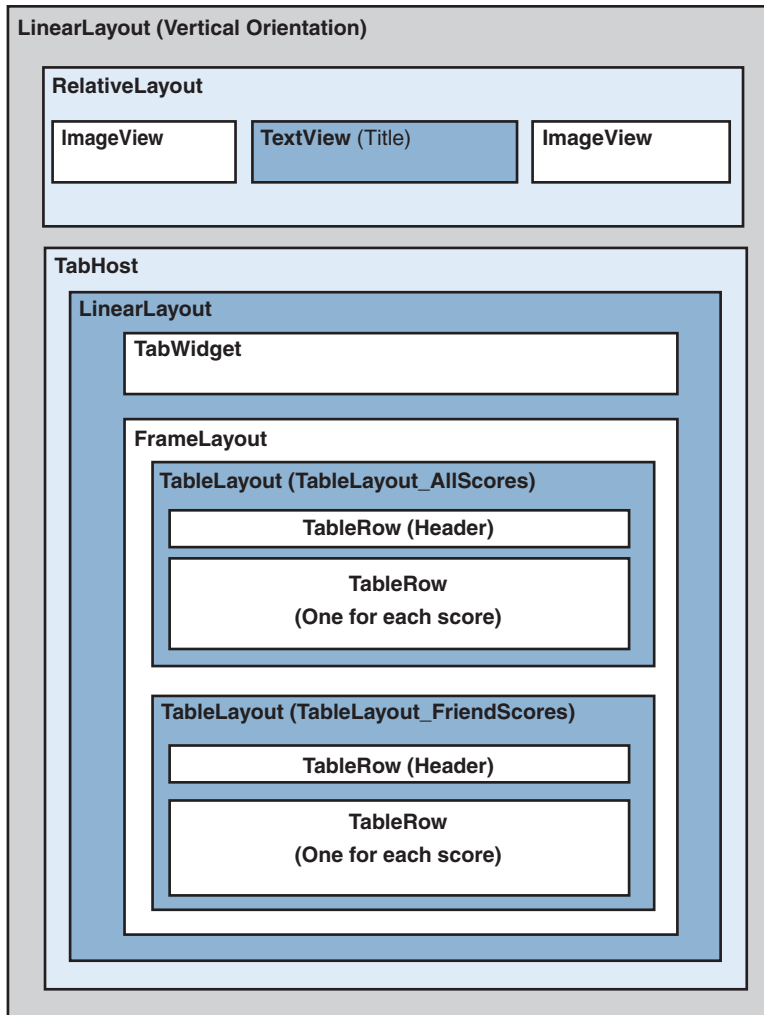 LinearLayout (Vertical Orientation)
RelativeLayout
ImageView
TextView (Title)
ImageView
TabHost
LinearLayout
TabWidget
FrameLayout
TableLayout (TableLayout_AllScores)
TableRow (Header)
TableRow
(One for each score)
TableLayout (TableLayout_FriendScores)
TableRow (Header)
TableRow
(One for each score)